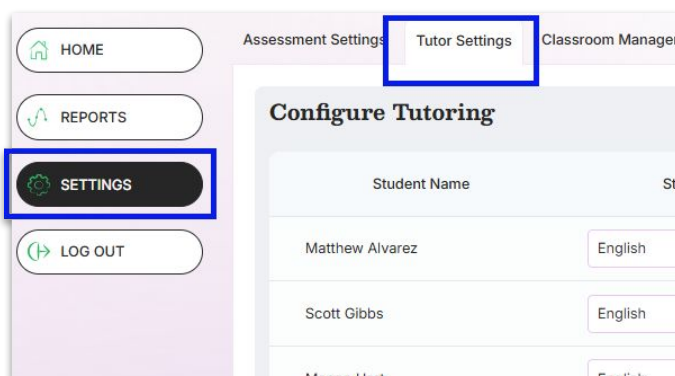 HOME
REPORTS
SETTINGS
LOG OUT
Assessment Settings Tutor Settings Classroom
Configure Tutoring
Student Name
Matthew Alvarez English
Scott Gibbs English